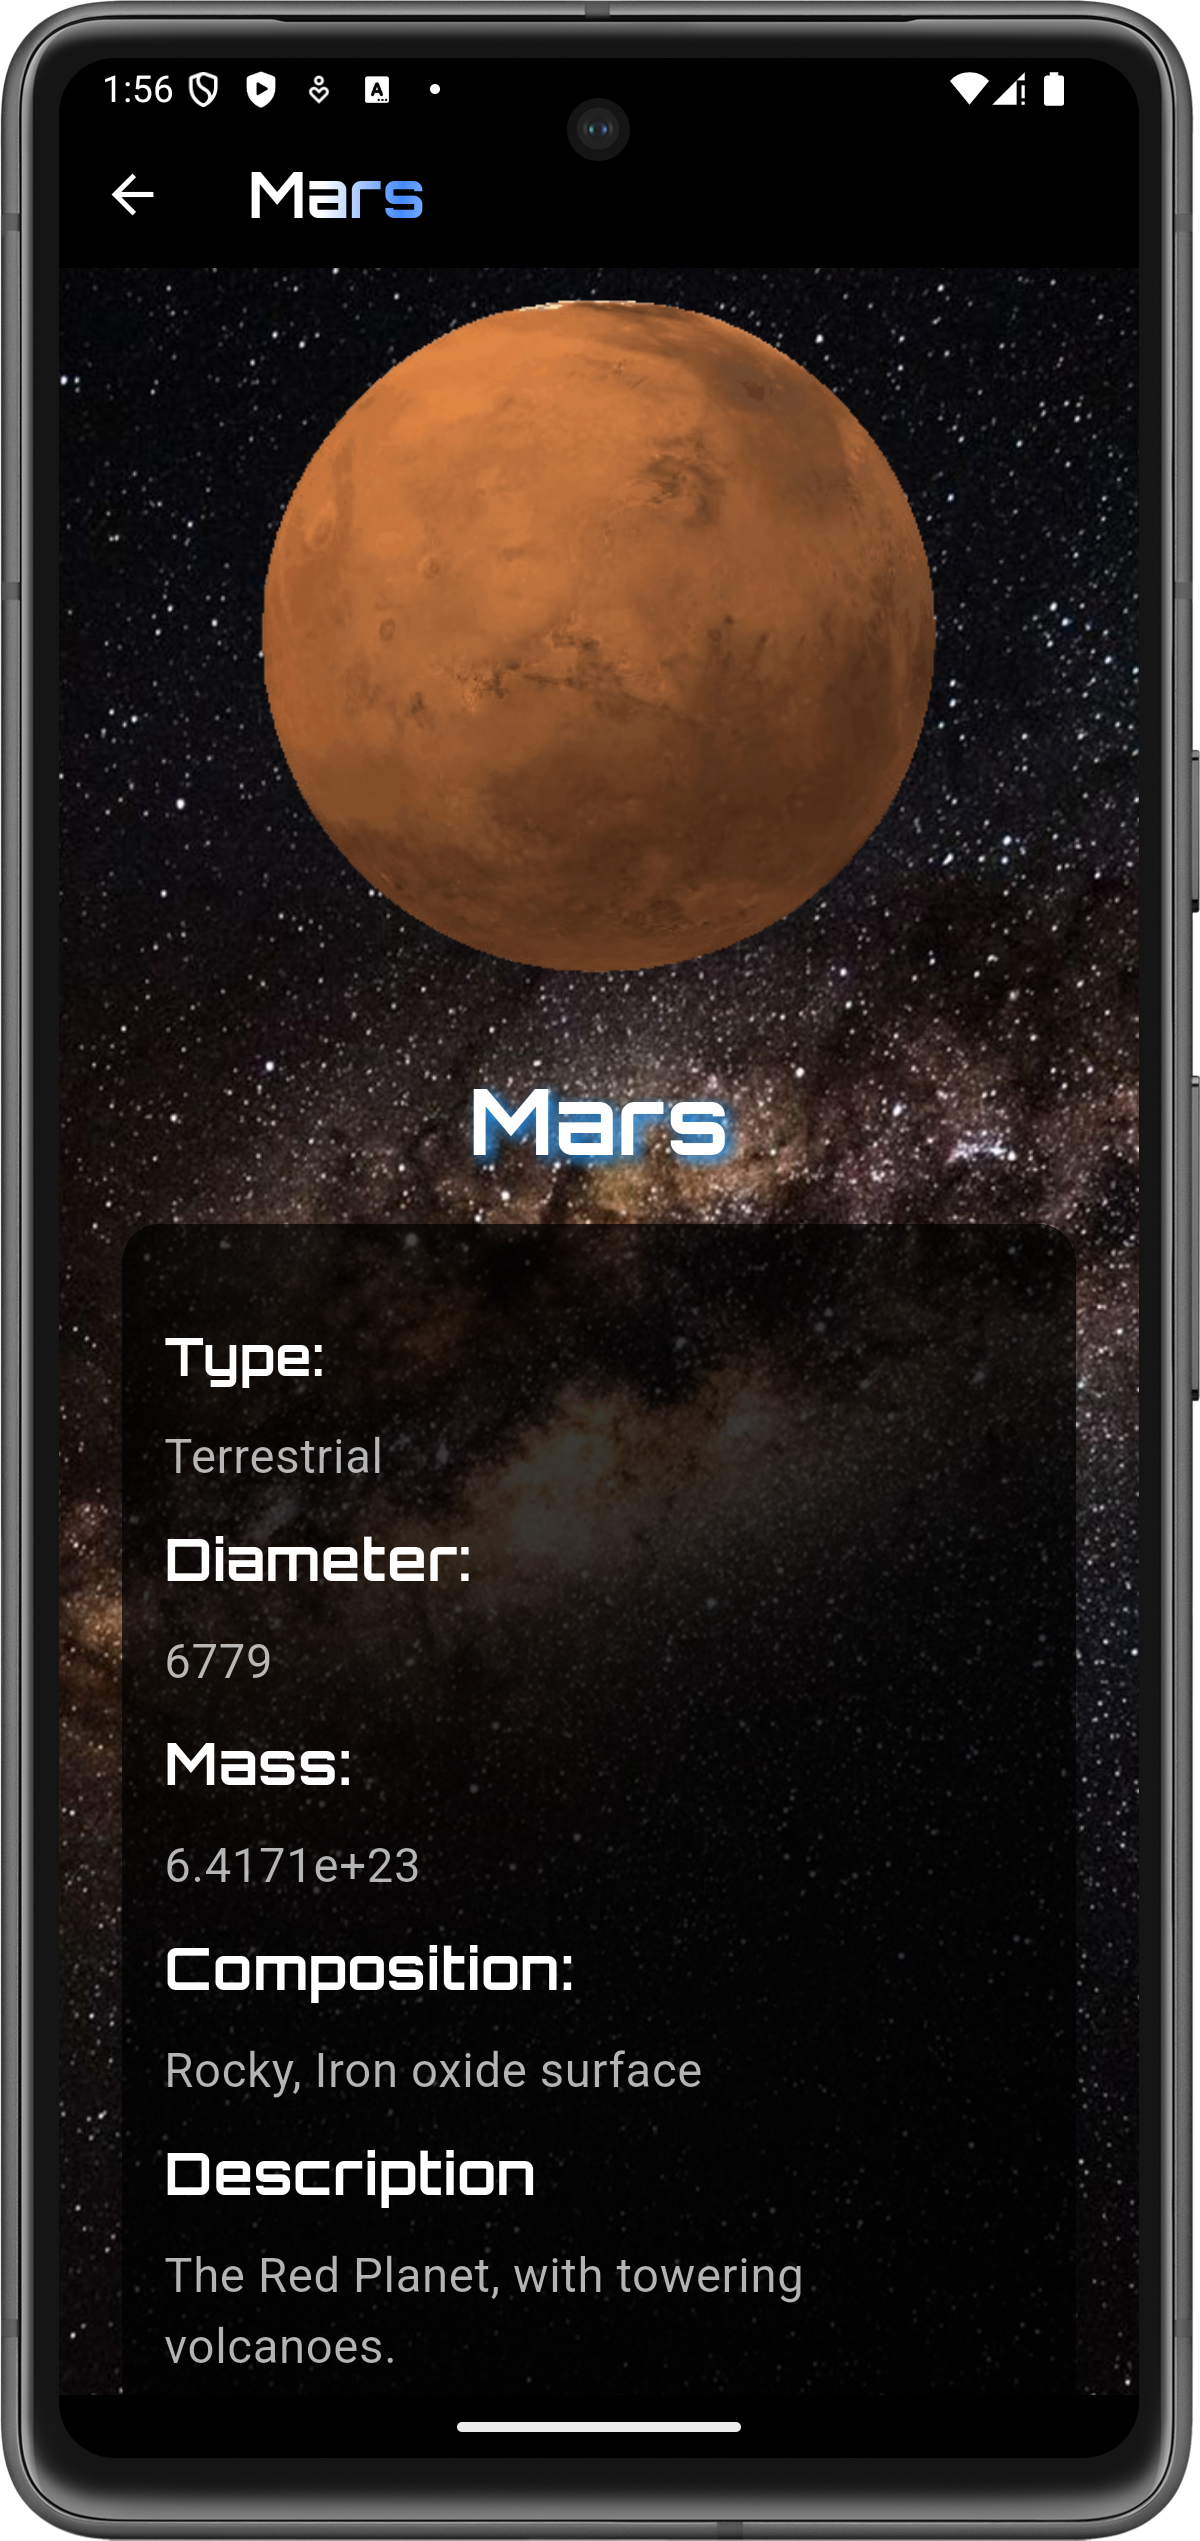 1:56
Mars
Mars
Type:
Terrestrial
Diameter:
6779
Mass:
6.4171e+23
Composition:
Rocky, Iron oxide surface
Description
The Red Planet, with towering
volcanoes.